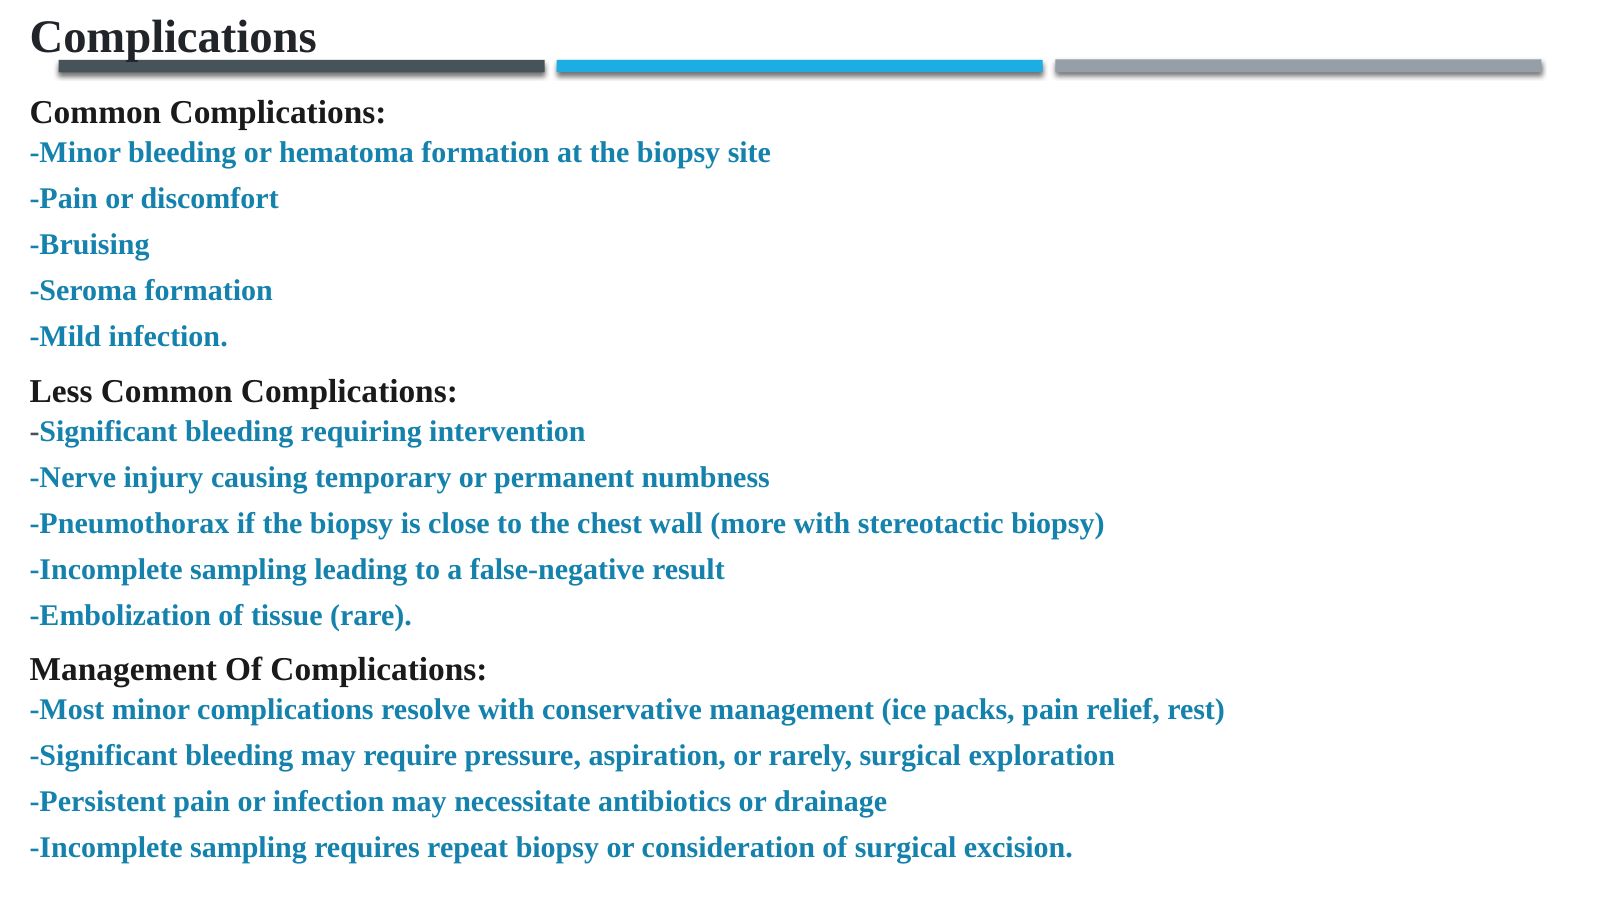 Complications
Common Complications:
-Minor bleeding or hematoma formation at the biopsy site
-Pain or discomfort
-Bruising
-Seroma formation
-Mild infection.
Less Common Complications:
-Significant bleeding requiring intervention
-Nerve injury causing temporary or permanent numbness
-Pneumothorax if the biopsy is close to the chest wall (more with stereotactic biopsy)
-Incomplete sampling leading to a false-negative result
-Embolization of tissue (rare).
Management Of Complications:
-Most minor complications resolve with conservative management (ice packs, pain relief, rest)
-Significant bleeding may require pressure, aspiration, or rarely, surgical exploration
-Persistent pain or infection may necessitate antibiotics or drainage
-Incomplete sampling requires repeat biopsy or consideration of surgical excision.